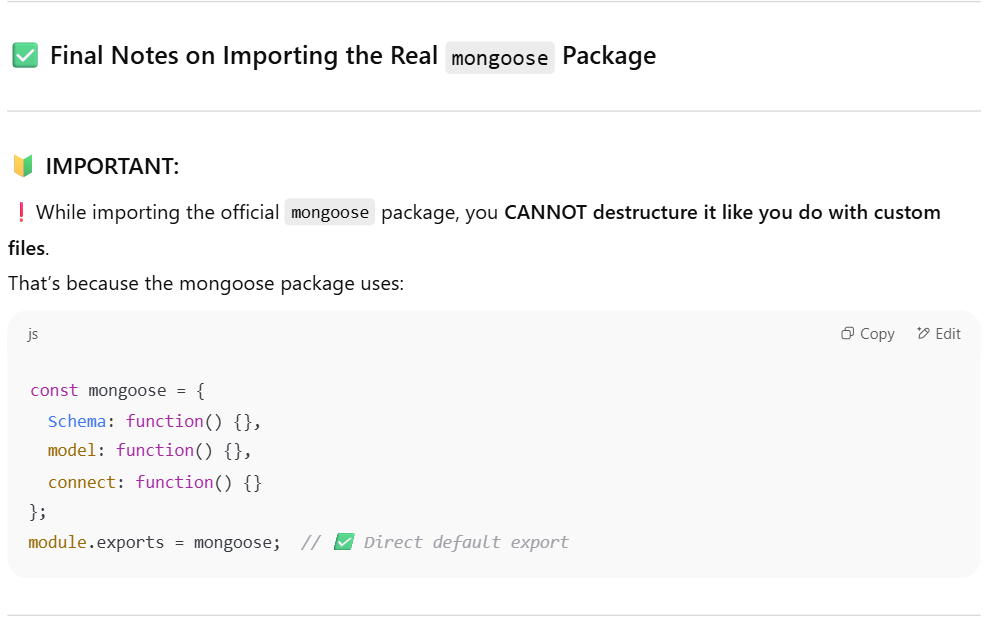 ✅ Final Notes on Importing the Real mongoose Package
🔰 IMPORTANT:
❗ While importing the official mongoose package, you CANNOT destructure it like you do with custom
files.
That’s because the mongoose package uses:
js Copy Edit
const mongoose = {
  Schema: function() {},
  model: function() {},
  connect: function() {}
};
module.exports = mongoose;  // ✅ Direct default export